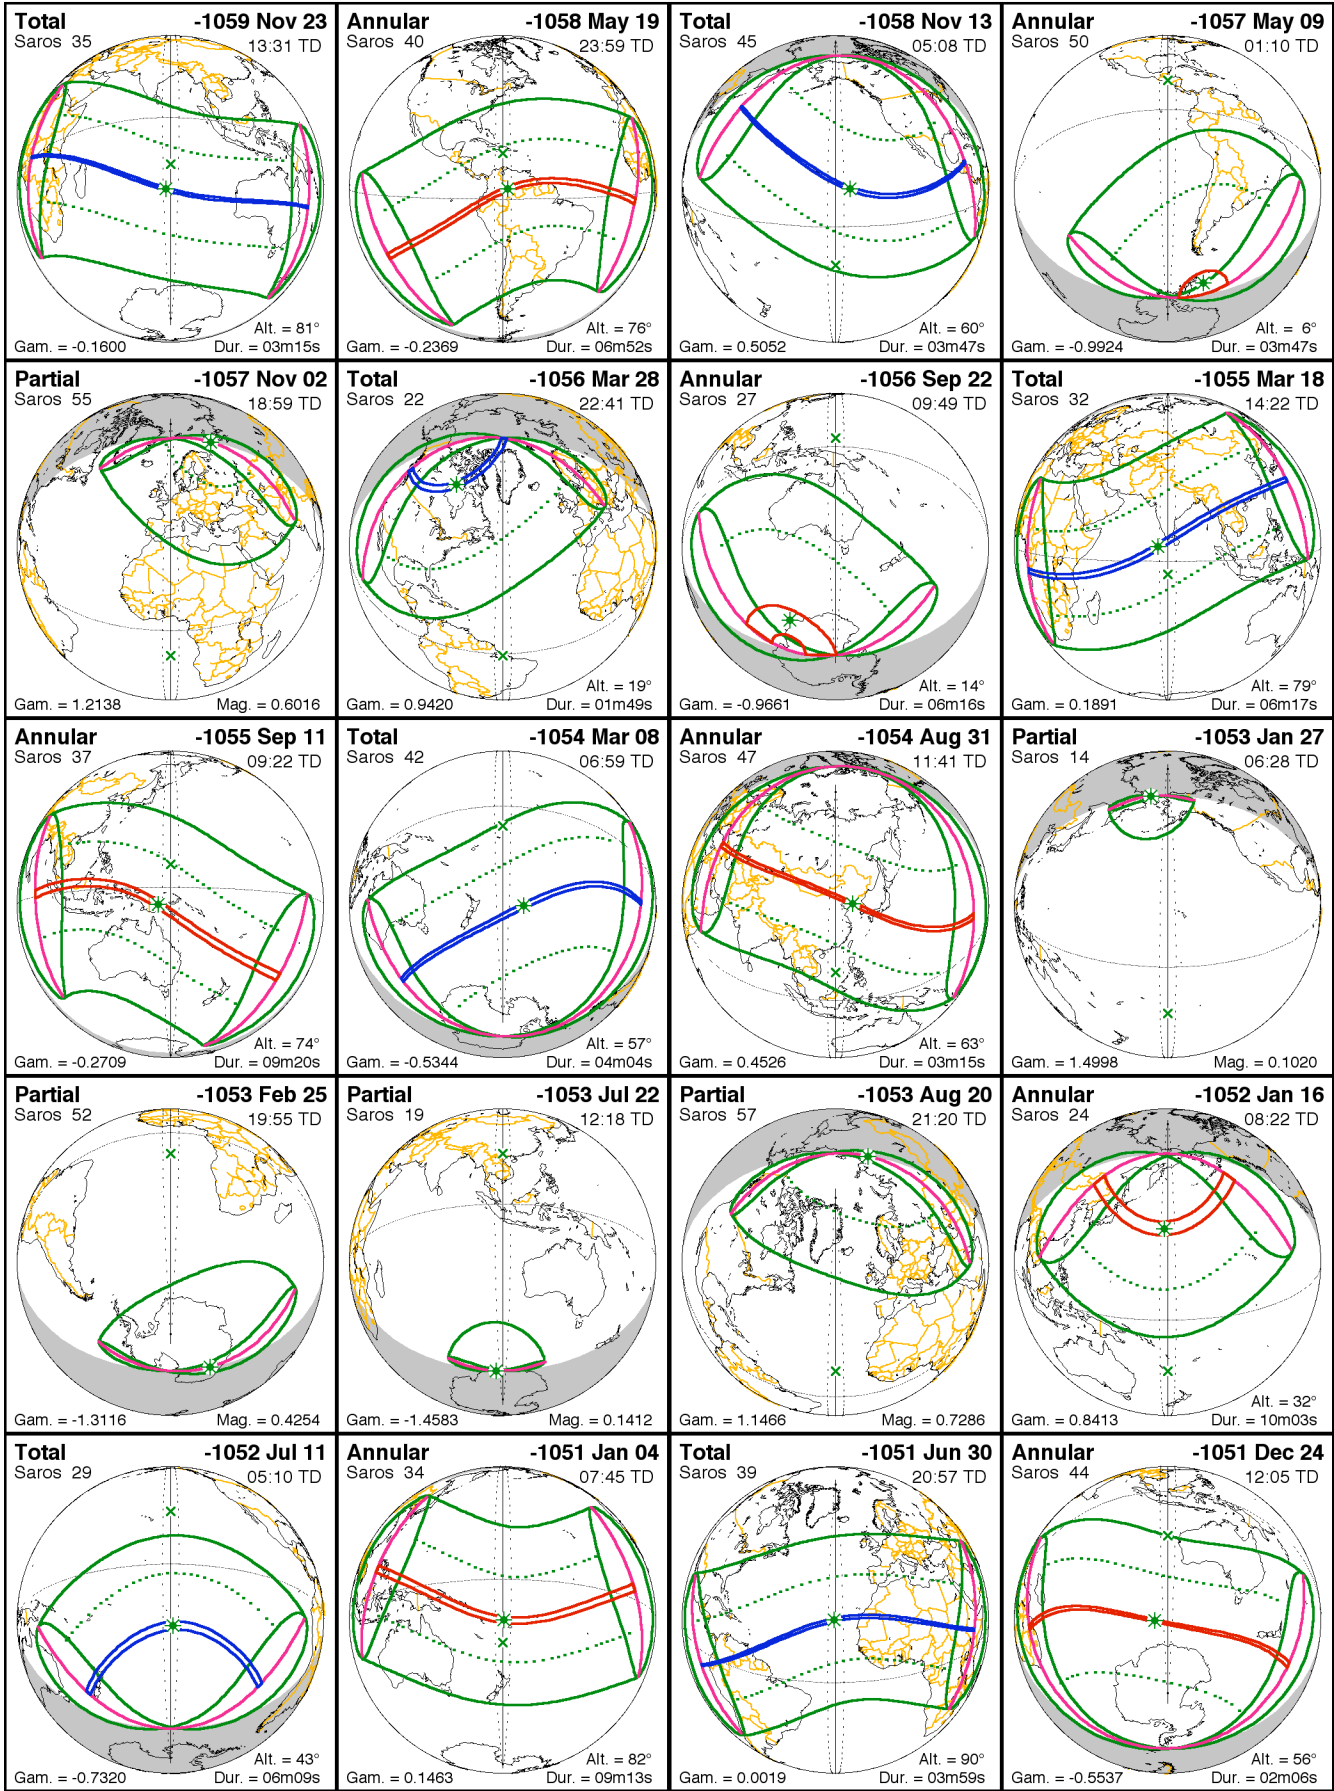 Total -1059 Nov 23
Saros 35 13:31 TD
Alt. = 81°
Gam. = -0.1600 Dur. = 03m15s
Annular -1058 May 19
Saros 40 23:59 TD
Alt. = 76°
Gam. = -0.2369 Dur. = 06m52s
Total -1058 Nov 13
Saros 45 05:08 TD
Alt. = 60°
Gam. = 0.5052 Dur. = 03m47s
Annular -1057 May 09
Saros 50 01:10 TD
Alt. = 6°
Gam. = -0.9924 Dur. = 03m47s
Partial -1057 Nov 02
Saros 55 18:59 TD
Gam. = 1.2138 Mag. = 0.6016
Total -1056 Mar 28
Saros 22 22:41 TD
Alt. = 19°
Gam. = 0.9420 Dur. = 01m49s
Annular -1056 Sep 22
Saros 27 09:49 TD
Alt. = 14°
Gam. = -0.9661 Dur. = 06m16s
Total -1055 Mar 18
Saros 32 14:22 TD
Alt. = 79°
Gam. = 0.1891 Dur. = 06m17s
Annular -1055 Sep 11
Saros 37 09:22 TD
Alt. = 74°
Gam. = -0.2709 Dur. = 09m20s
Total -1054 Mar 08
Saros 42 06:59 TD
Alt. = 57°
Gam. = -0.5344 Dur. = 04m04s
Annular -1054 Aug 31
Saros 47 11:41 TD
Alt. = 63°
Gam. = 0.4526 Dur. = 03m15s
Partial -1053 Jan 27
Saros 14 06:28 TD
Gam. = 1.4998 Mag. = 0.1020
Partial -1053 Feb 25
Saros 52 19:55 TD
Gam. = -1.3116 Mag. = 0.4254
Partial -1053 Jul 22
Saros 19 12:18 TD
Gam. = -1.4583 Mag. = 0.1412
Partial -1053 Aug 20
Saros 57 21:20 TD
Gam. = 1.1466 Mag. = 0.7286
Annular -1052 Jan 16
Saros 24 08:22 TD
Alt. = 32°
Gam. = 0.8413 Dur. = 10m03s
Total -1052 Jul 11
Saros 29 05:10 TD
Alt. = 43°
Gam. = -0.7320 Dur. = 06m09s
Annular -1051 Jan 04
Saros 34 07:45 TD
Alt. = 82°
Gam. = 0.1463 Dur. = 09m13s
Total -1051 Jun 30
Saros 39 20:57 TD
Alt. = 90°
Gam. = 0.0019 Dur. = 03m59s
Annular -1051 Dec 24
Saros 44 12:05 TD
Alt. = 56°
Gam. = -0.5537 Dur. = 02m06s